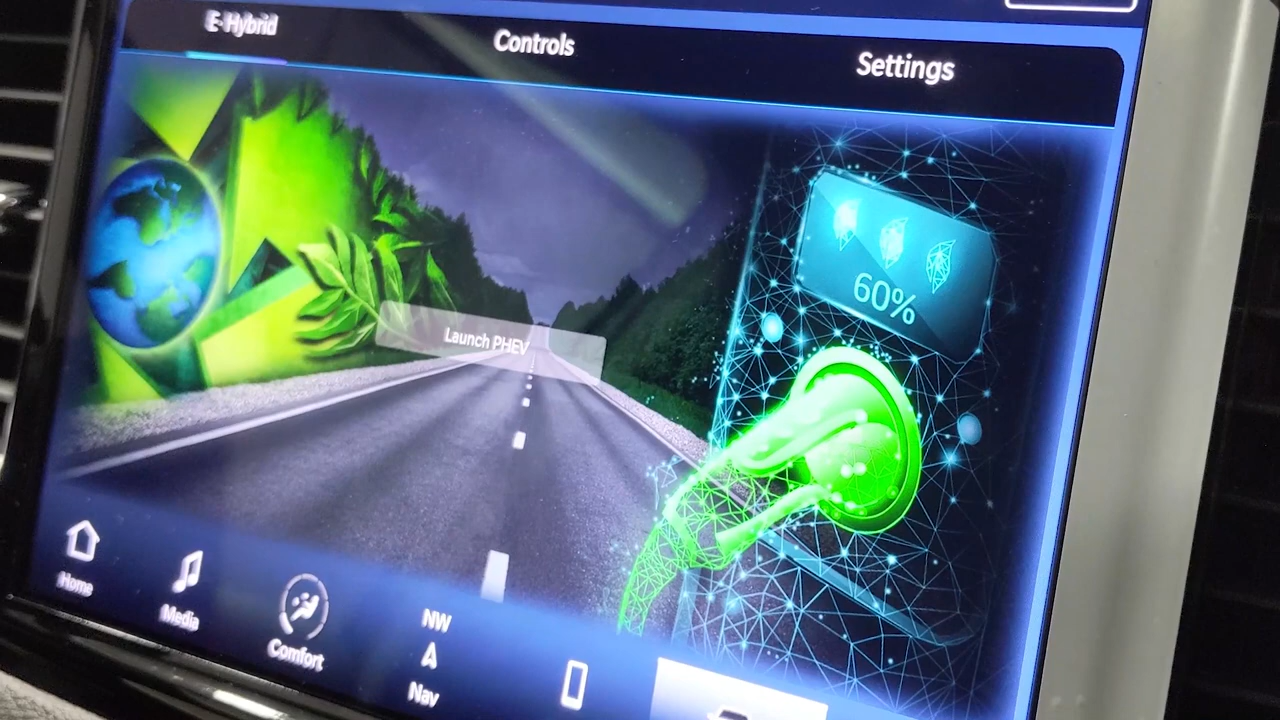 E-Hybrid
Controls
Settings
60%
Launch PHEV
Home
Media
Comfort
NW
Nav